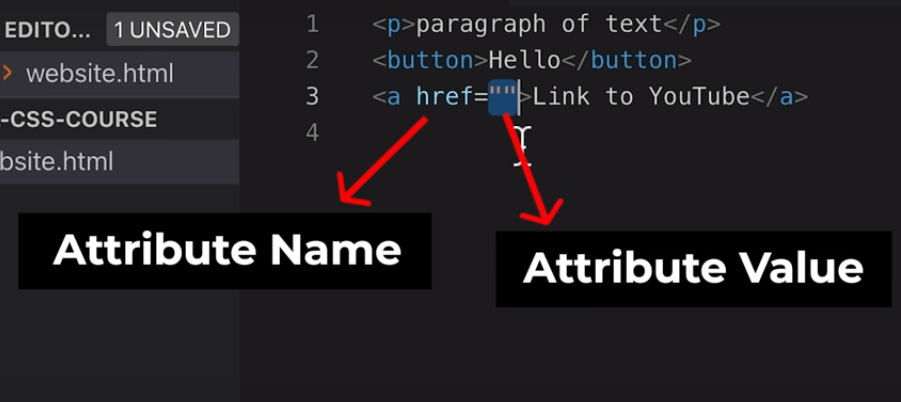 EDITO... 1 UNSAVED
website.html
-CSS-COURSE
bsite.html
1 <p>paragraph of text</p>
2 <button>Hello</button>
3 <a href="">Link to YouTube</a>
4
Attribute Name
Attribute Value